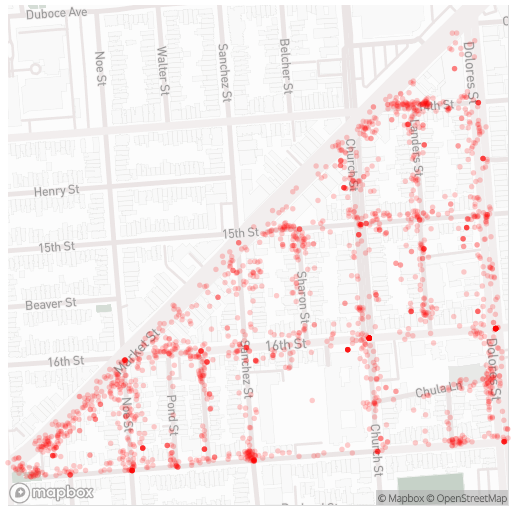 Duboce Ave
Noe St
Walter St
Sanchez St
Belcher St
Dolores St
14th St
Church St
Landers St
Henry St
15th St
15th St
Sharon St
Beaver St
Market St
16th St
16th St
Sanchez St
Dolores St
Chula Ln
Noe St
Pond St
Church St
mapbox
© Mapbox © OpenStreetMap